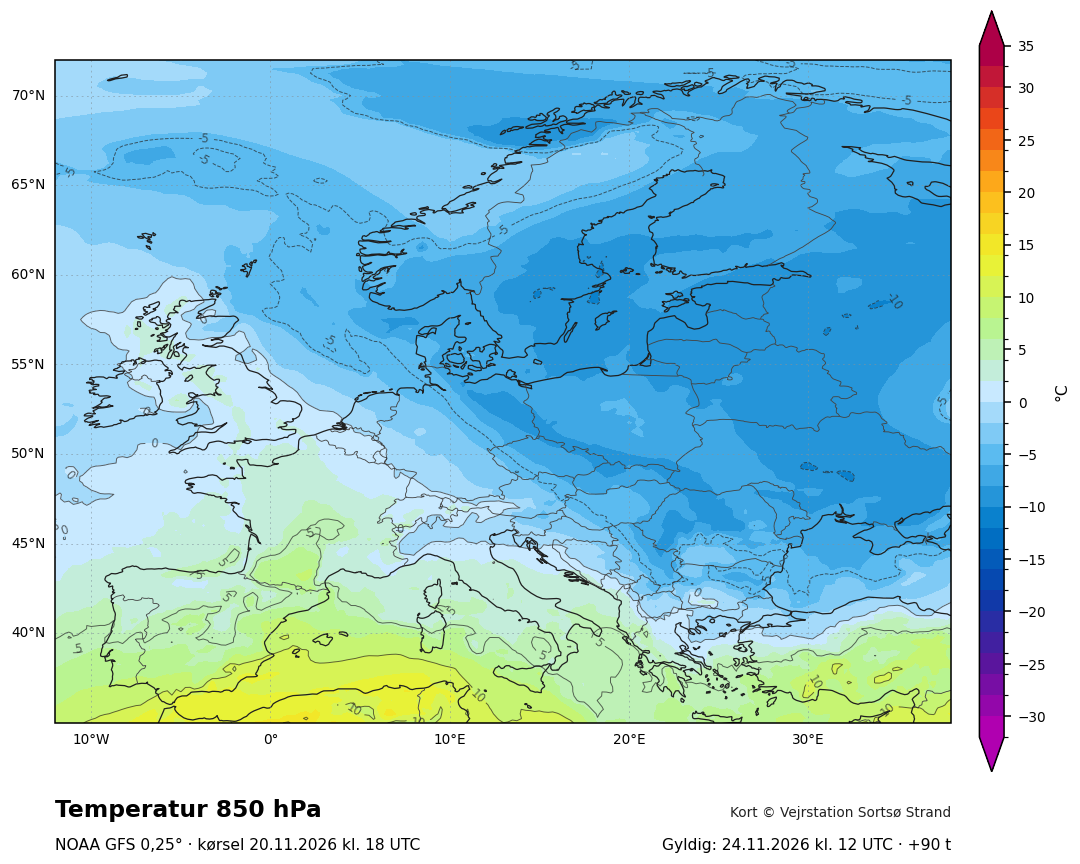 35
30
25
20
15
10
5
0
−5
−10
−15
−20
−25
−30
°C
70°N
65°N
60°N
55°N
50°N
45°N
40°N
10°W
0°
10°E
20°E
30°E
Temperatur 850 hPa
Kort © Vejrstation Sortsø Strand
NOAA GFS 0,25° · kørsel 20.11.2026 kl. 18 UTC
Gyldig: 24.11.2026 kl. 12 UTC · +90 t